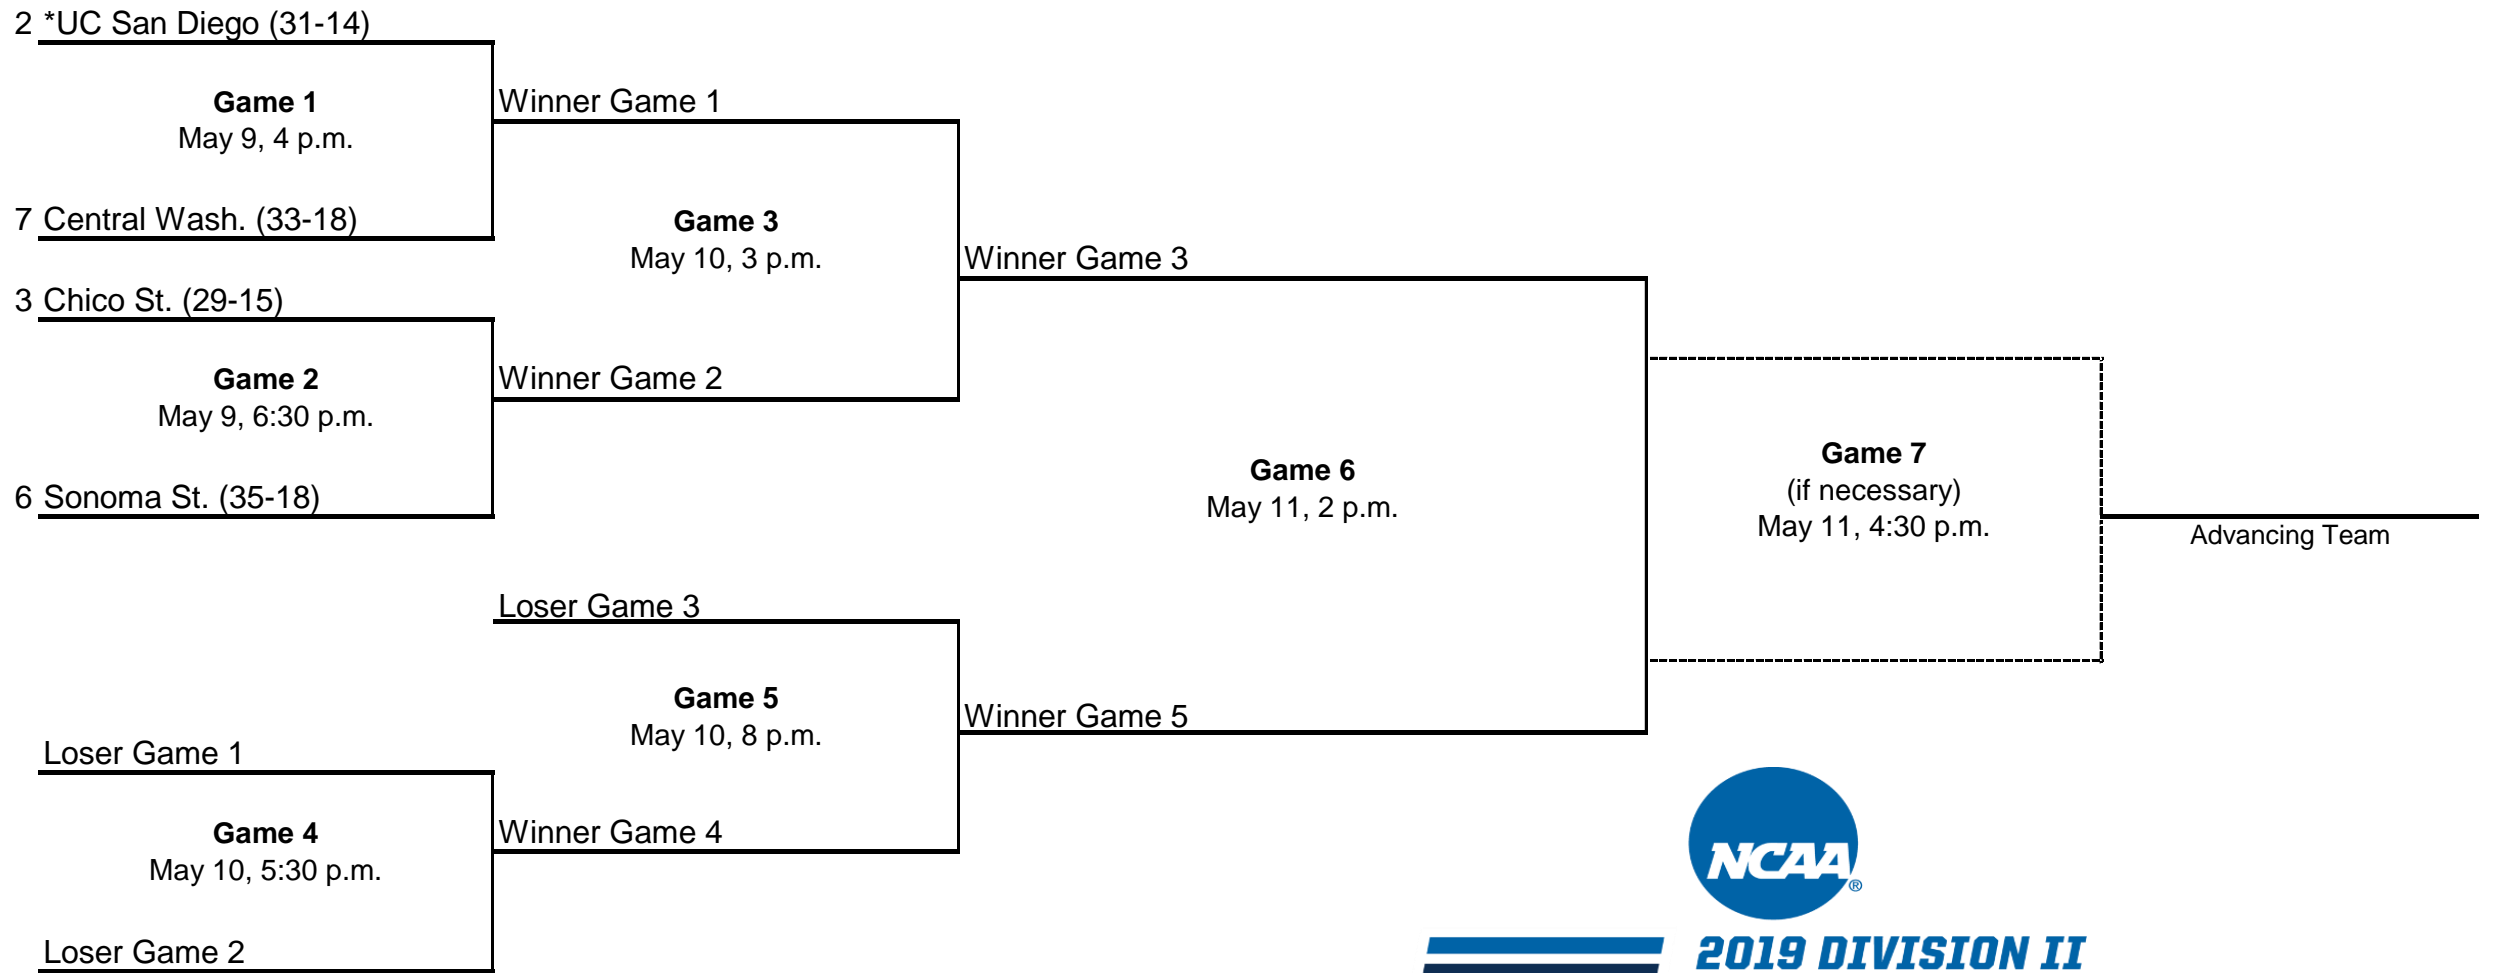 2 *UC San Diego (31-14)
Game 1
May 9, 4 p.m.
7 Central Wash. (33-18)
Winner Game 1
3 Chico St. (29-15)
Game 2
May 9, 6:30 p.m.
6 Sonoma St. (35-18)
Winner Game 2
Game 3
May 10, 3 p.m.
Winner Game 3
Game 6
May 11, 2 p.m.
Game 7
(if necessary)
May 11, 4:30 p.m.
Advancing Team
Loser Game 3
Game 5
May 10, 8 p.m.
Winner Game 5
Loser Game 1
Game 4
May 10, 5:30 p.m.
Loser Game 2
Winner Game 4
NCAA®
2019 DIVISION II